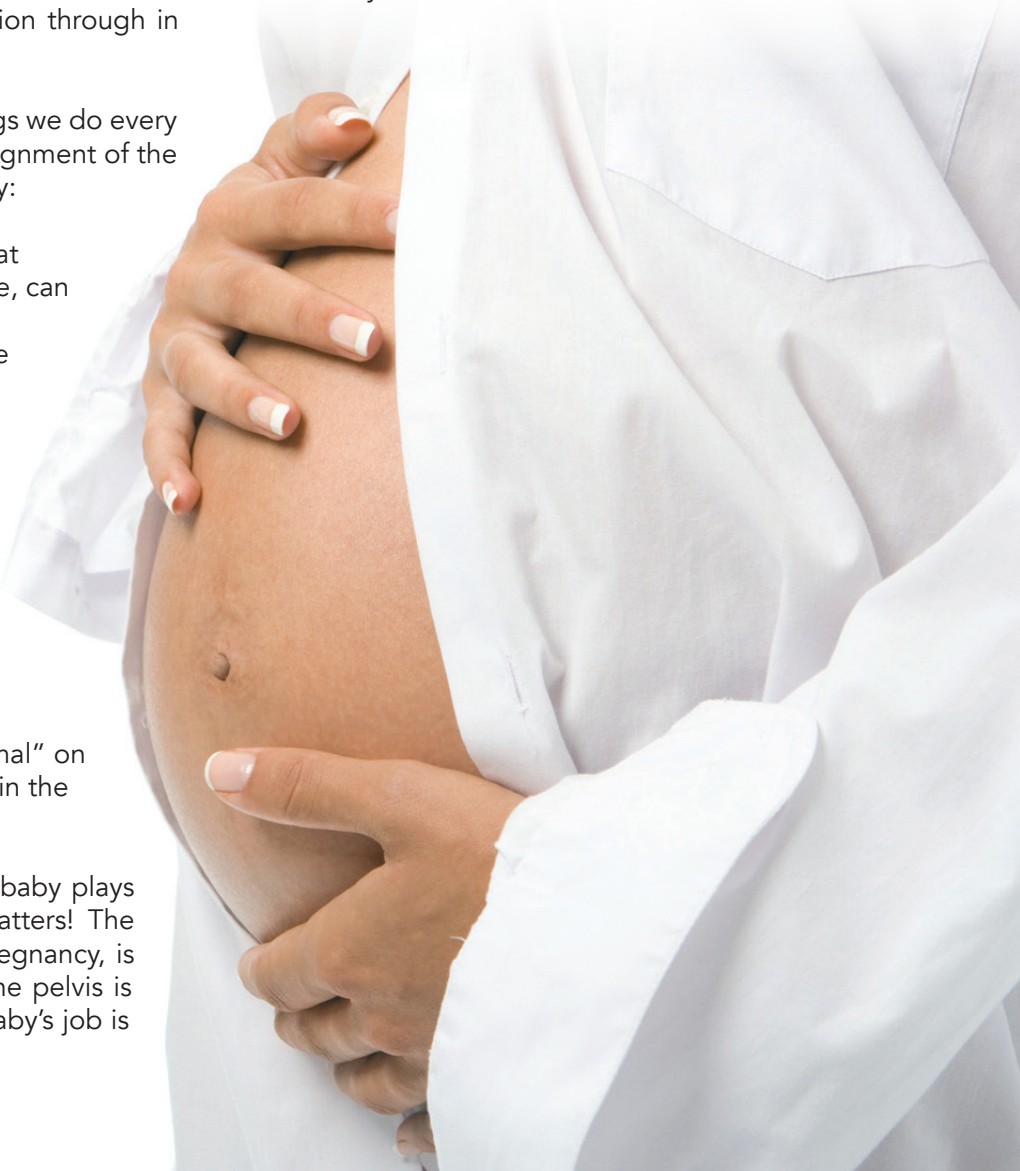 ion through in
gs we do every
gnment of the
y:
at
e, can
e
nal” on
in the
baby plays
atters! The
egnancy, is
he pelvis is
aby’s job is